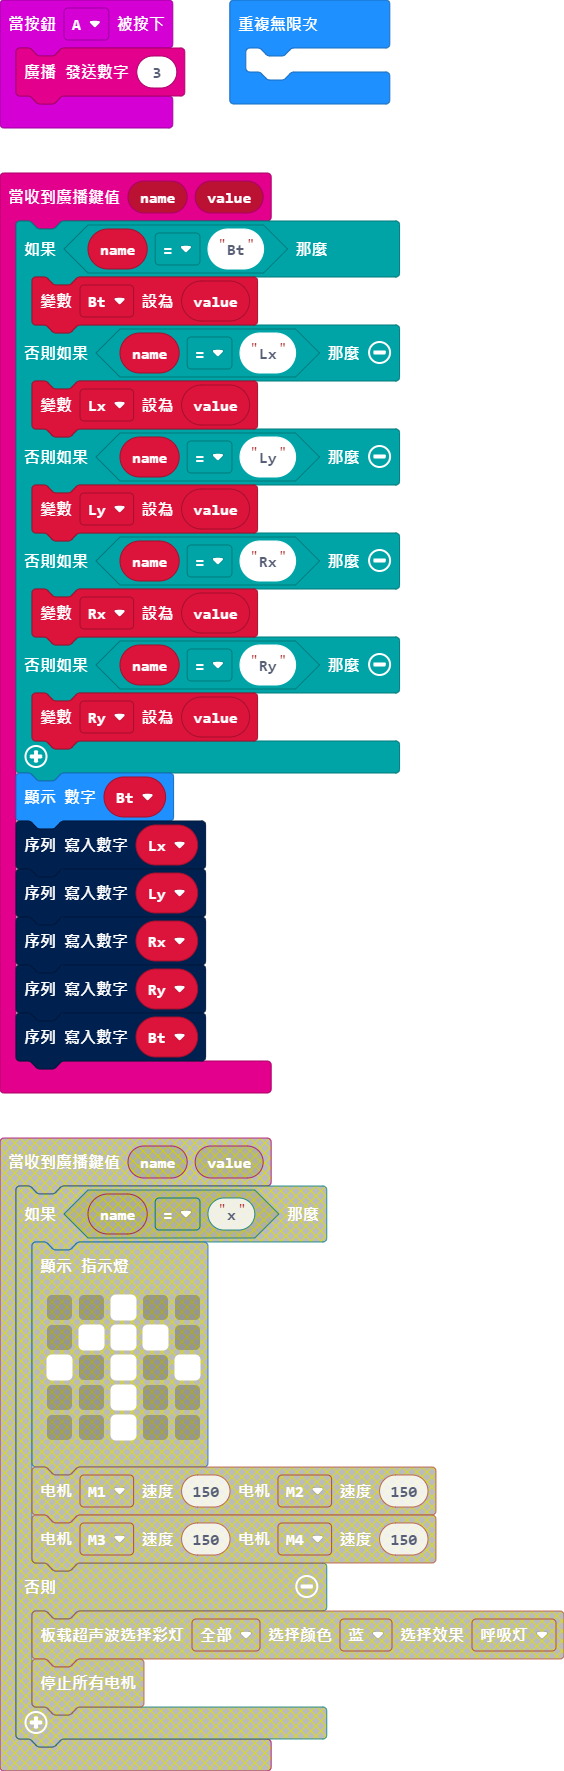 當按鈕 A 被按下
廣播 發送數字 3
重複無限次
當收到廣播鍵值 name value
如果 name = "Bt" 那麼
變數 Bt 設為 value
否則如果 name = "Lx" 那麼
變數 Lx 設為 value
否則如果 name = "Ly" 那麼
變數 Ly 設為 value
否則如果 name = "Rx" 那麼
變數 Rx 設為 value
否則如果 name = "Ry" 那麼
變數 Ry 設為 value
顯示 數字 Bt
序列 寫入數字 Lx
序列 寫入數字 Ly
序列 寫入數字 Rx
序列 寫入數字 Ry
序列 寫入數字 Bt
當收到廣播鍵值 name value
如果 name = "x" 那麼
顯示 指示燈
电机 M1 速度 150 电机 M2 速度 150
电机 M3 速度 150 电机 M4 速度 150
否則
板载超声波选择彩灯 全部 选择颜色 蓝 选择效果 呼吸灯
停止所有电机